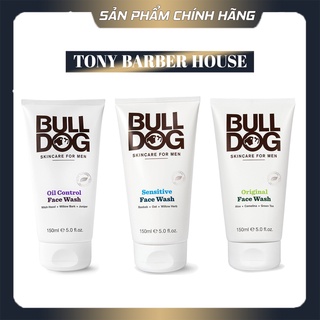 SẢN PHẨM CHÍNH HÃNG
TONY BARBER HOUSE
BULL
DOG
SKINCARE FOR MEN
Oil Control
Face Wash
150ml e 5.0 fl oz.
BULL
DOG
SKINCARE FOR MEN
Sensitive
Face Wash
150ml e 5.0 fl oz.
BULL
DOG
SKINCARE FOR MEN
Original
Face Wash
150ml e 5.0 fl oz.